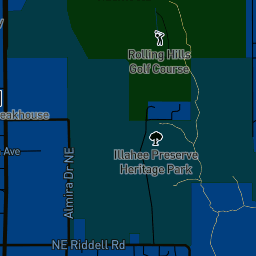 Rolling Hills
Golf Course
eakhouse
Illahee Preserve
Heritage Park
Ave
Almira Dr NE
NE Riddell Rd